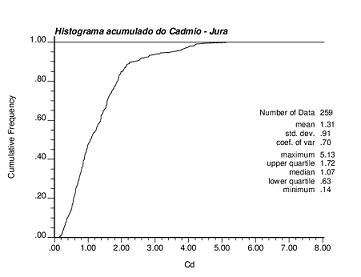 Histograma acumulado do Cadmio - Jura
1.00
.80
.60
.40
.20
.00
Cumulative Frequency
.00 1.00 2.00 3.00 4.00 5.00 6.00 7.00 8.00
Cd
Number of Data 259
mean 1.31
std. dev. .91
coef. of var .70
maximum 5.13
upper quartile 1.72
median 1.07
lower quartile .63
minimum .14